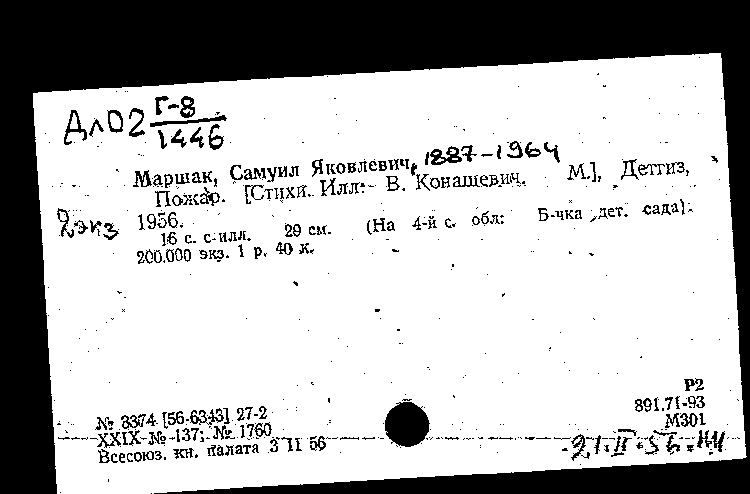 ДлО2 Г-8
1446
Маршак, Самуил Яковлевич, 1887-1964
Пожар. [Стихи. Илл: В. Конашевич. М.], Детгиз,
2экз 1956.
16 с. с илл. 29 см. (На 4-й с. обл: Б-чка дет. сада).
200.000 экз. 1 р. 40 к.
Р2
№ 3374 [56-6343] 27-2 891.71-93
XXIX-№ 137; № 1760 М301
Всесоюз. кн. палата 3 II 56